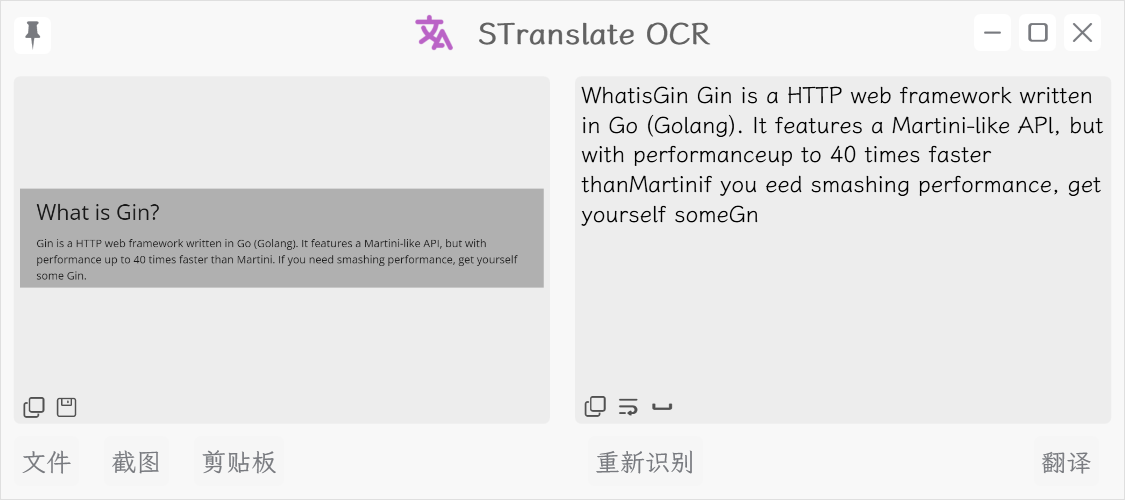 STranslate OCR
What is Gin?
Gin is a HTTP web framework written in Go (Golang). It features a Martini-like API, but with
performance up to 40 times faster than Martini. If you need smashing performance, get yourself
some Gin.
WhatisGin Gin is a HTTP web framework written
in Go (Golang). It features a Martini-like APl, but
with performanceup to 40 times faster
thanMartinif you eed smashing performance, get
yourself someGn
文件 截图 剪贴板 重新识别 翻译